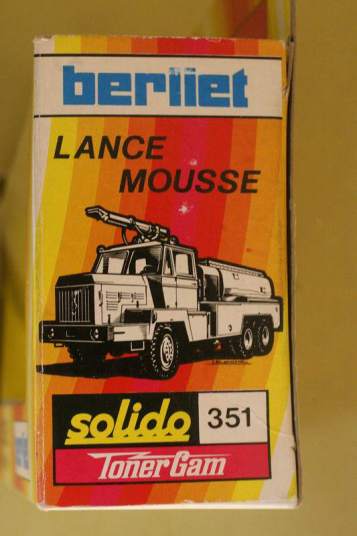 berliet
LANCE
MOUSSE
solido
351
TonerGam